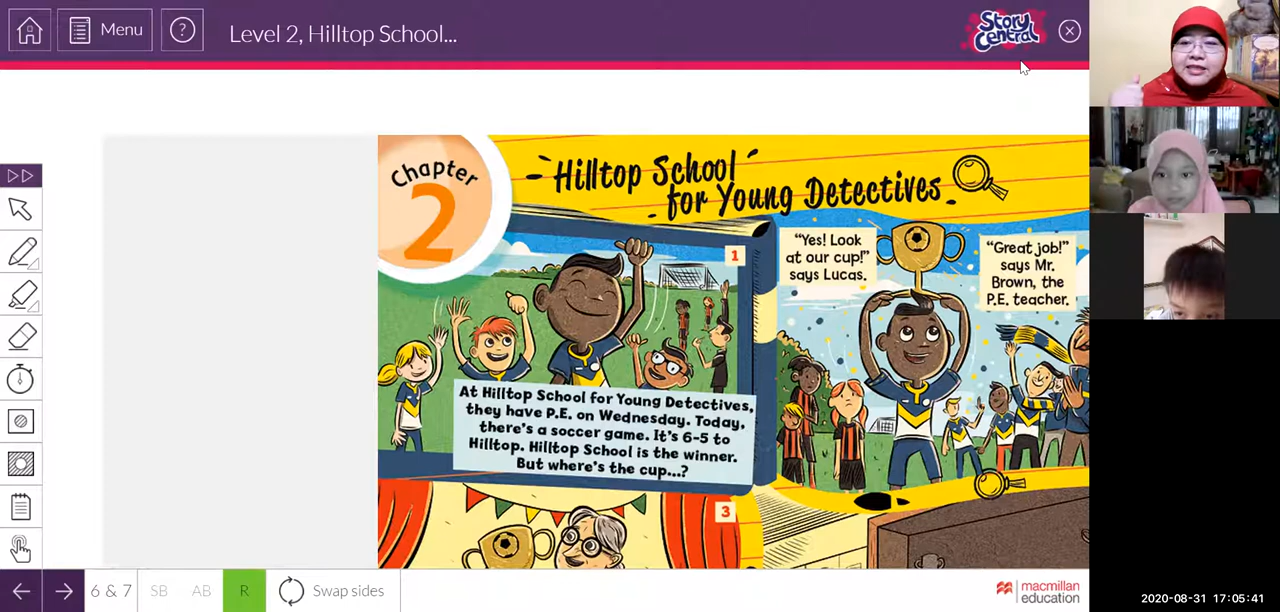 Menu
?
Level 2, Hilltop School...
Story
Central
Chapter
2
Hilltop School
for Young Detectives
1
At Hilltop School for Young Detectives,
they have P.E. on Wednesday. Today,
there's a soccer game. It's 6-5 to
Hilltop. Hilltop School is the winner.
But where's the cup...?
"Yes! Look
at our cup!"
says Lucas.
"Great job!"
says Mr.
Brown, the
P.E. teacher.
3
6 & 7
SB
AB
R
Swap sides
macmillan
education
2020-08-31 17:05:41